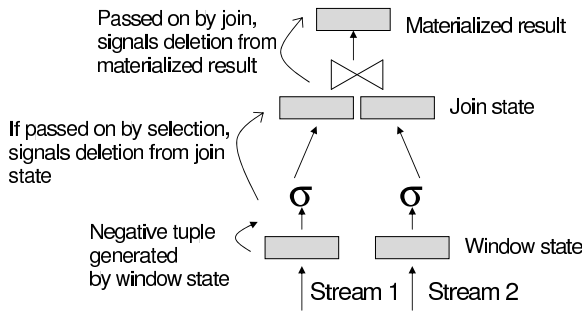 Passed on by join,
signals deletion from
materialized result
Materialized result
Join state
If passed on by selection,
signals deletion from join
state
σ σ
Negative tuple
generated
by window state
Window state
Stream 1 Stream 2